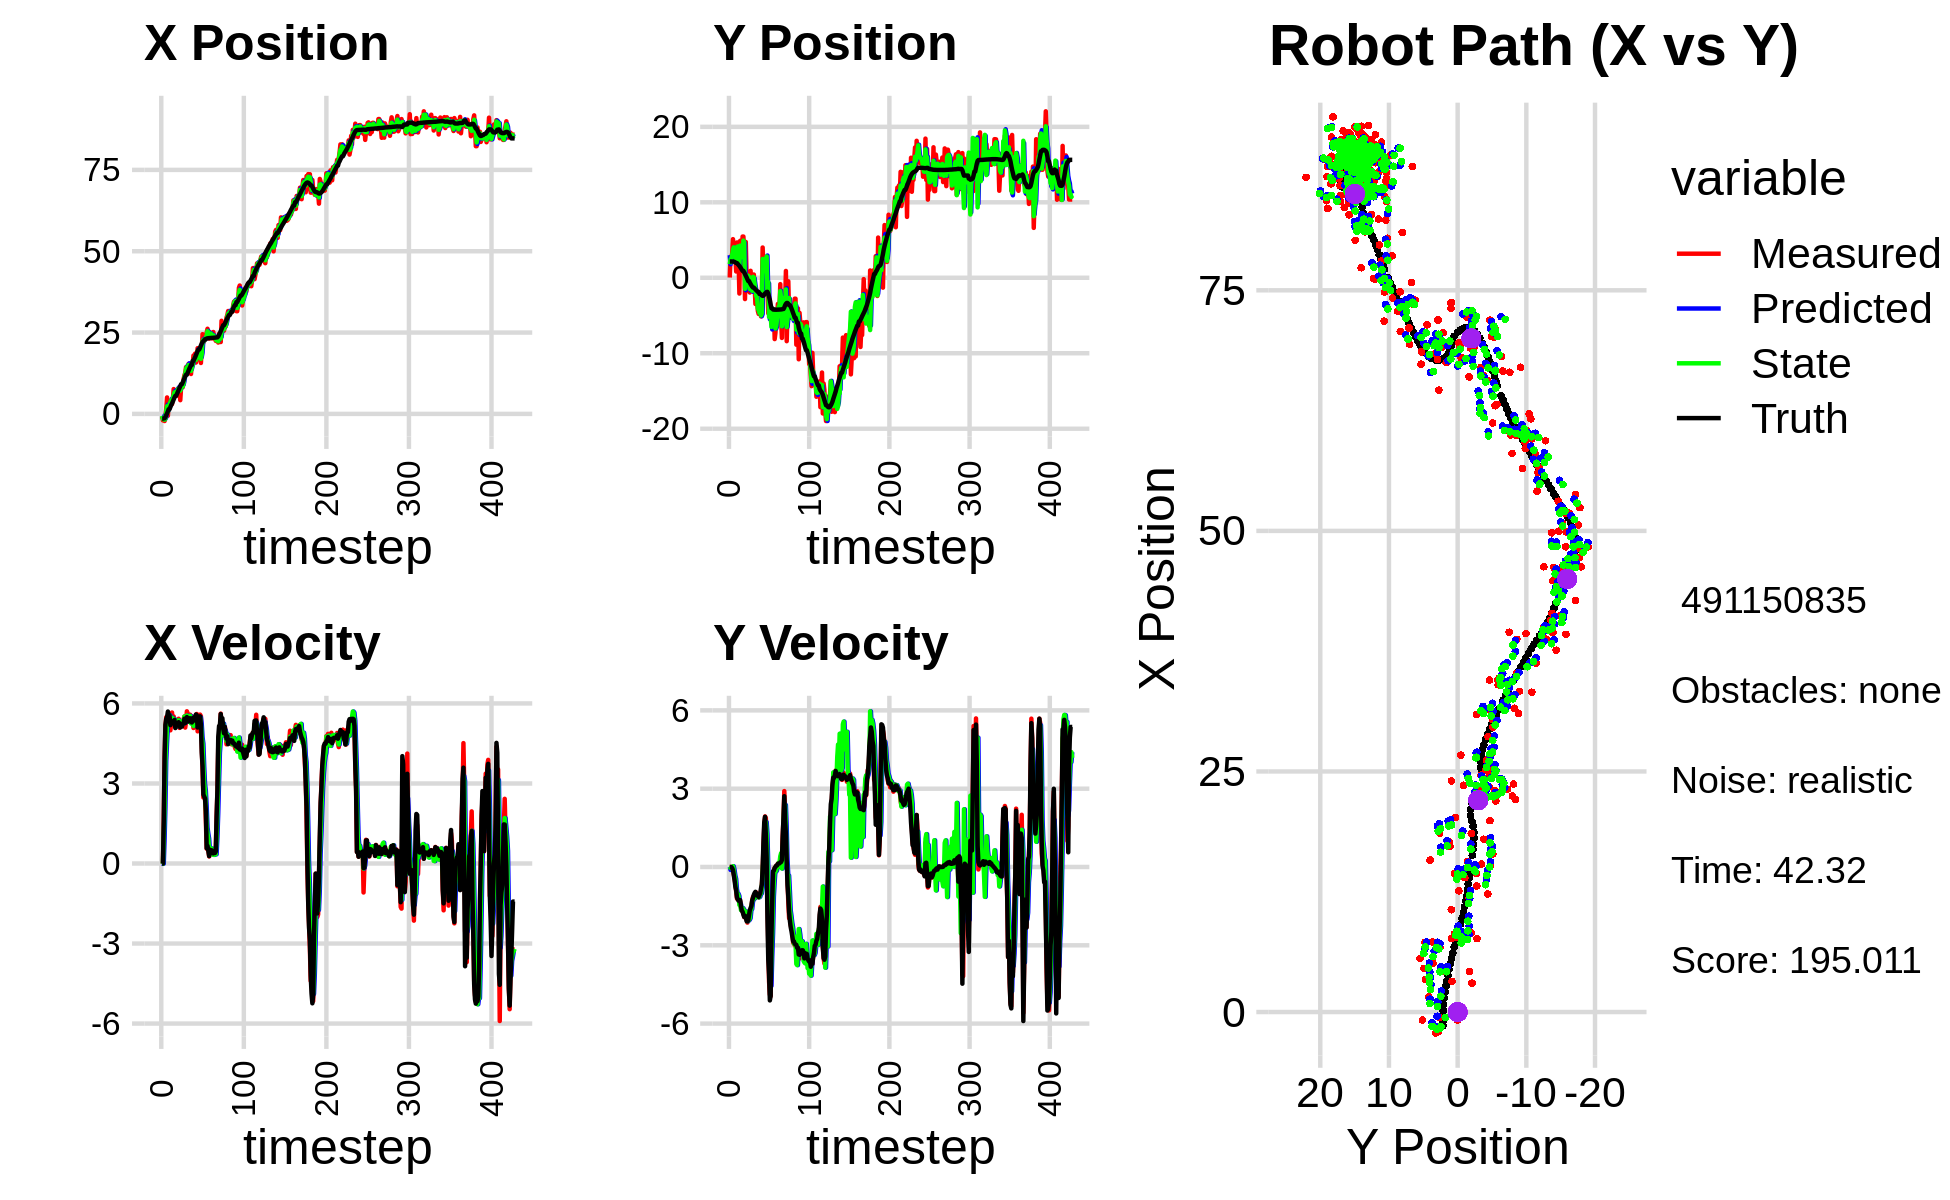 X Position
75
50
25
0
0
100
200
300
400
timestep
Y Position
20
10
0
-10
-20
0
100
200
300
400
timestep
X Velocity
6
3
0
-3
-6
0
100
200
300
400
timestep
Y Velocity
6
3
0
-3
-6
0
100
200
300
400
timestep
Robot Path (X vs Y)
X Position
75
50
25
0
20 10 0 -10 -20
Y Position
variable
Measured
Predicted
State
Truth
491150835
Obstacles: none
Noise: realistic
Time: 42.32
Score: 195.011